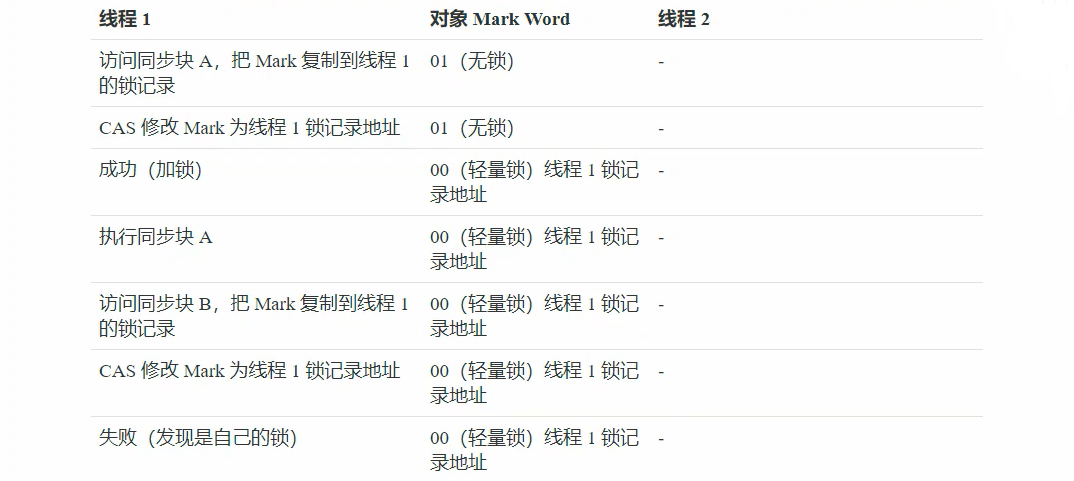 线程 1 对象 Mark Word 线程 2
访问同步块 A，把 Mark 复制到线程 1 01（无锁） -
的锁记录
CAS 修改 Mark 为线程 1 锁记录地址 01（无锁） -
成功（加锁） 00（轻量锁）线程 1 锁记 -
录地址
执行同步块 A 00（轻量锁）线程 1 锁记 -
录地址
访问同步块 B，把 Mark 复制到线程 1 00（轻量锁）线程 1 锁记 -
的锁记录 录地址
CAS 修改 Mark 为线程 1 锁记录地址 00（轻量锁）线程 1 锁记 -
录地址
失败（发现是自己的锁） 00（轻量锁）线程 1 锁记 -
录地址